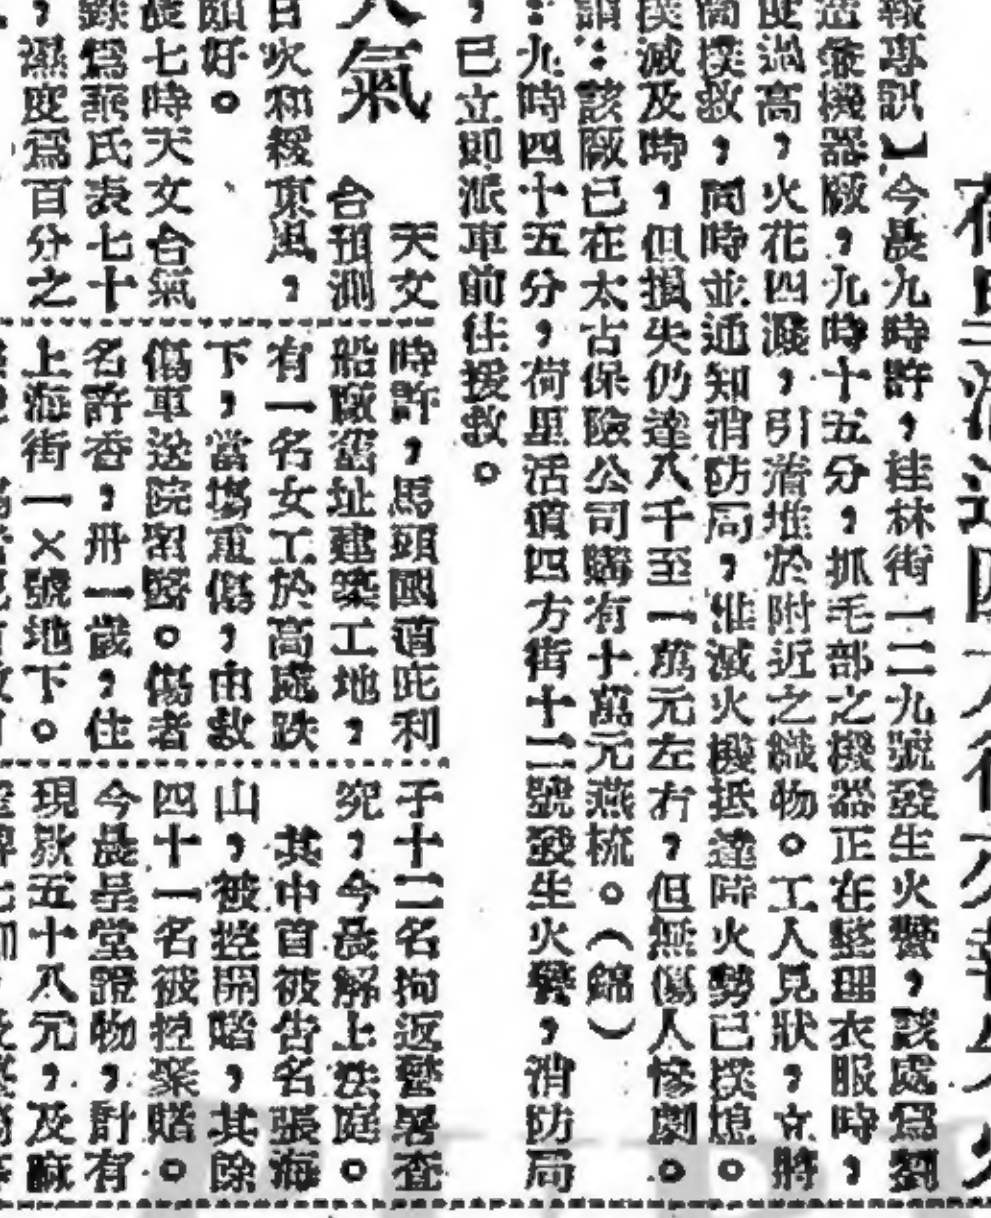 報專訊】今晨九時許，桂林街一二九號發生火警，該處爲劉
機器廠，九時十五分，抓毛部之機器正在整理衣服時，
度過高，火花四濺，引着堆於附近之織物。工人見狀，立將
撲救，同時並通知消防局，惟滅火機抵達時火勢已撲熄。
撲滅及時，但損失仍達八千至一萬元左右，但無傷人慘劇。
該廠已在太古保險公司購有十萬元燕梳。（錦）
：九時四十五分，荷里活道四方街十二號發生火警，消防局
，已立即派車前往援救。
氣
天文
台預測
日吹和緩東風，
頗好。
七時天文台氣
錄爲華氏表七十
，濕度爲百分之
時許，馬頭圍道庇利
船廠舊址建築工地，
有一名女工於高處跌
下，當塲重傷，由救
傷車送院留醫。傷者
名許香，卅一歲，住
上海街一×號地下。
子十二名拘返警署查
究，今晨解上法庭。
其中首被告名張海
山，被控開賭，其餘
四十一名被控聚賭。
今晨呈堂證物，計有
現欵五十八元，及麻